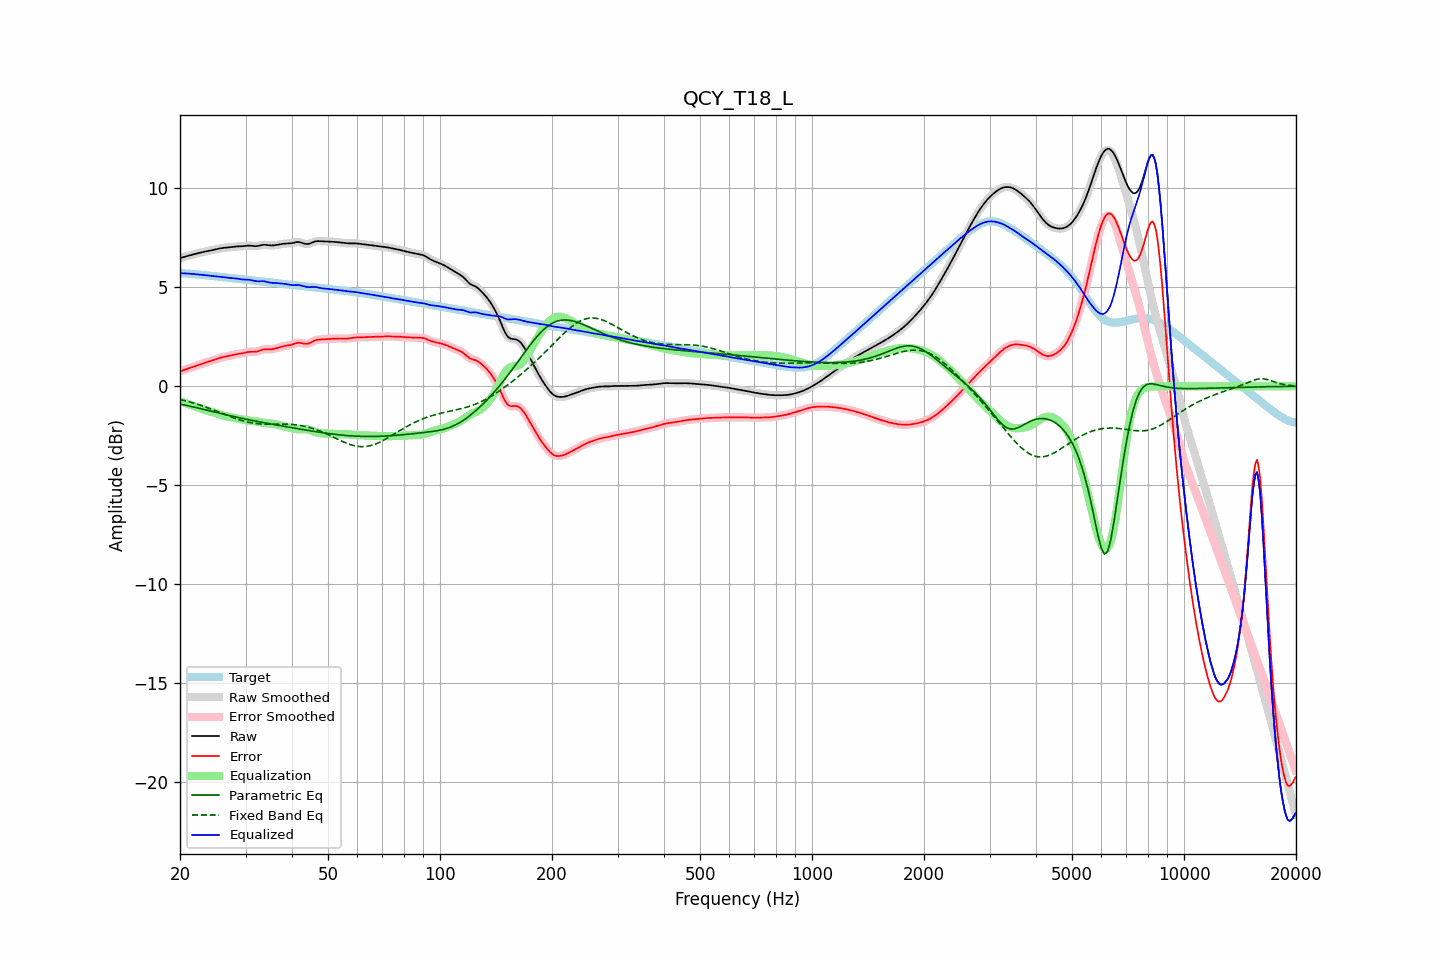 QCY_T18_L
Amplitude (dBr)
10
5
0
−5
−10
−15
−20
Target
Raw Smoothed
Error Smoothed
Raw
Error
Equalization
Parametric Eq
Fixed Band Eq
Equalized
20 50 100 200 500 1000 2000 5000 10000 20000
Frequency (Hz)